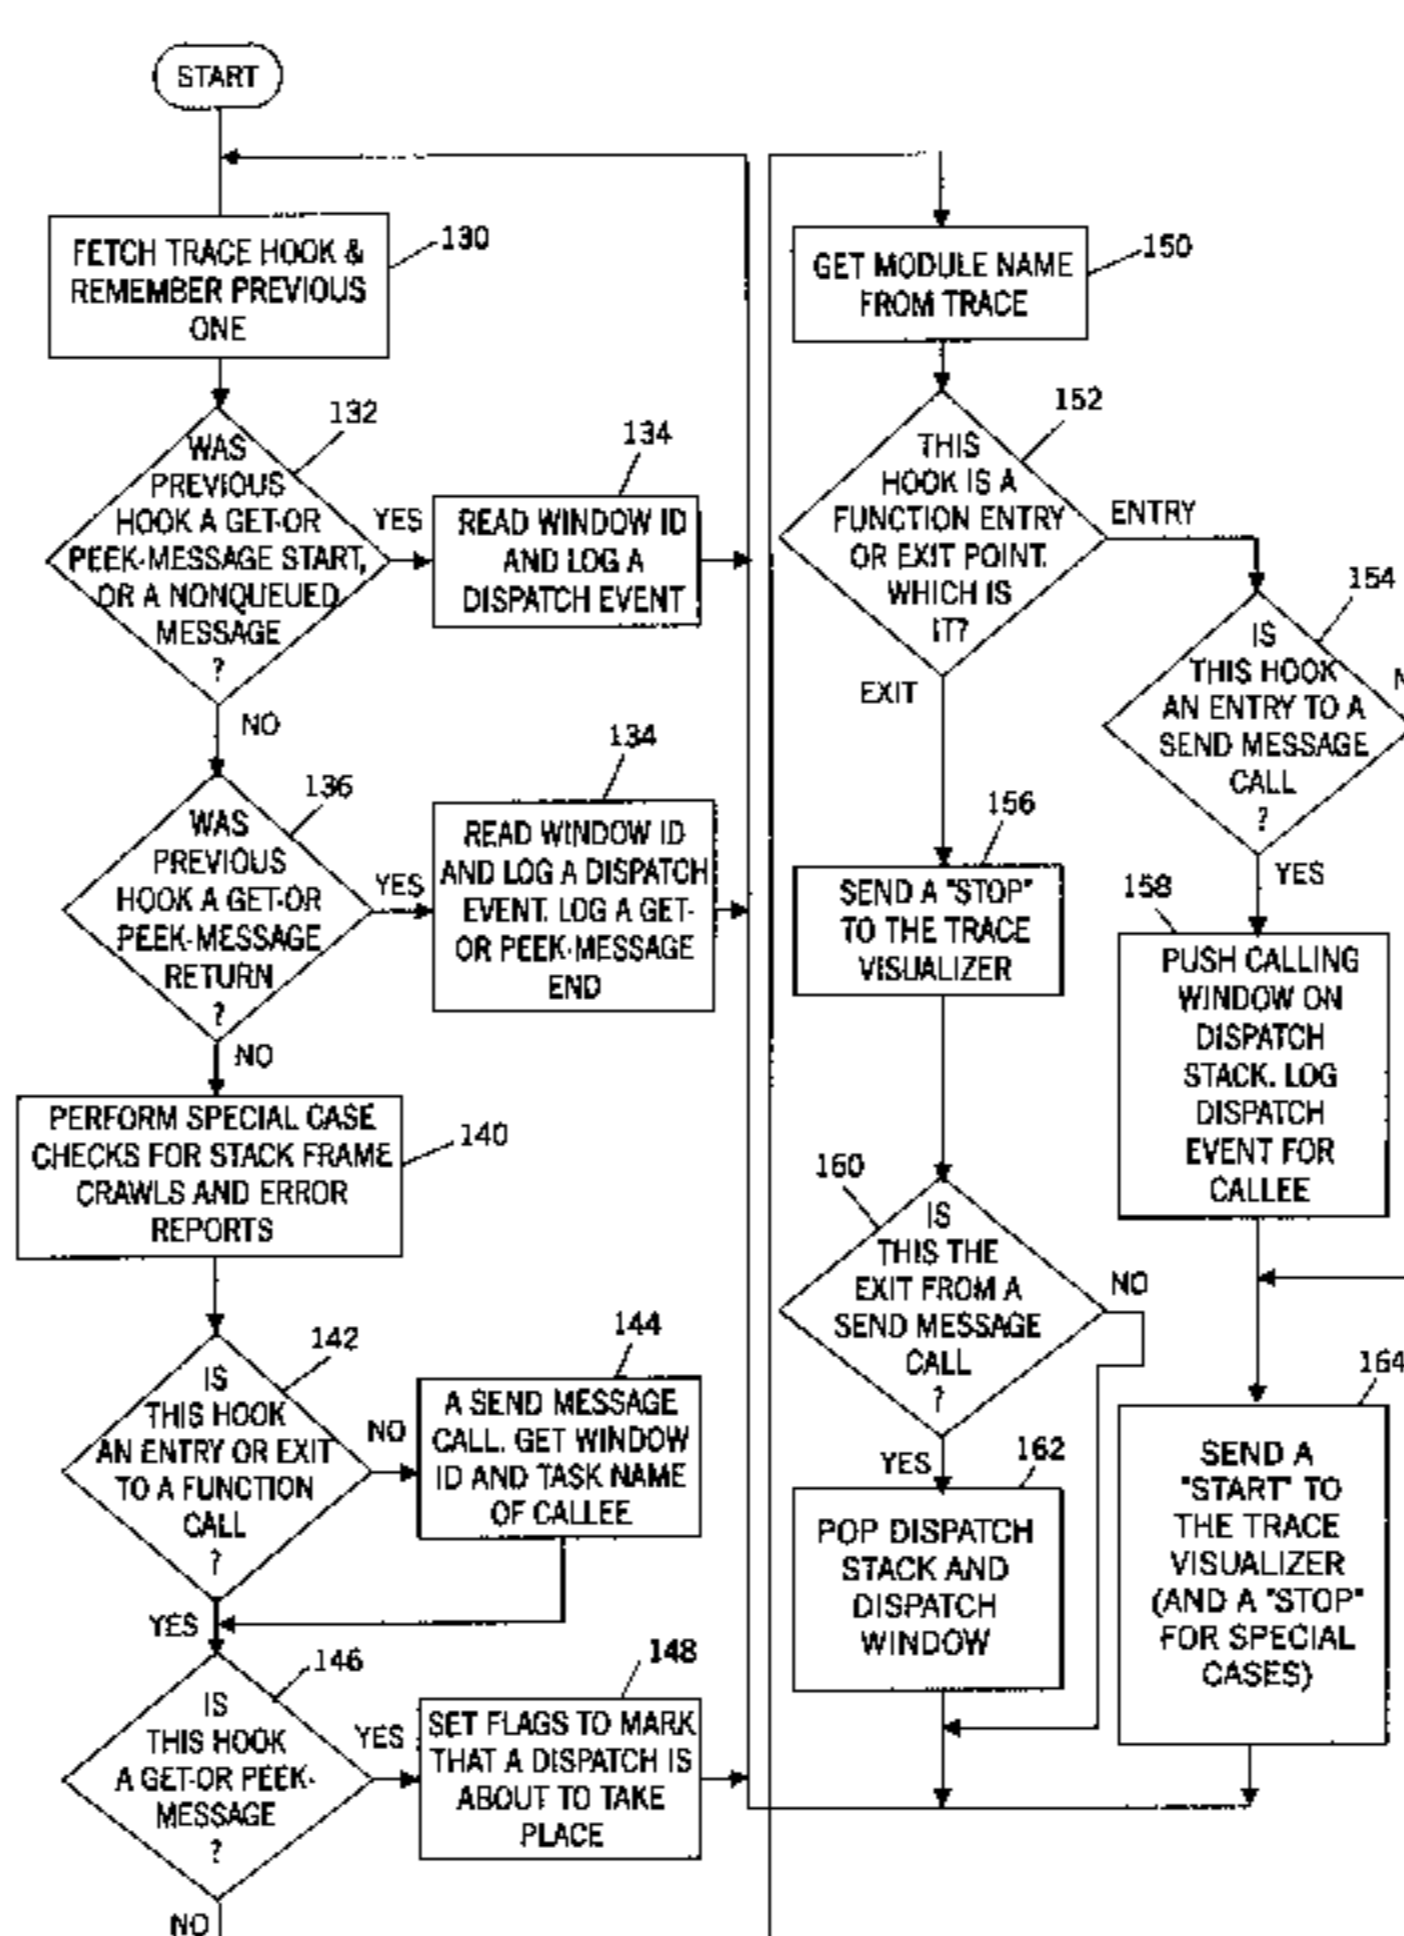 START
FETCH TRACE HOOK &
REMEMBER PREVIOUS
ONE
130
WAS
PREVIOUS
HOOK A GET-OR
PEEK-MESSAGE START,
OR A NONQUEUED
MESSAGE
?
132
YES
134
READ WINDOW ID
AND LOG A
DISPATCH EVENT
NO
WAS
PREVIOUS
HOOK A GET-OR
PEEK-MESSAGE
RETURN
?
136
YES
134
READ WINDOW ID
AND LOG A DISPATCH
EVENT. LOG A GET-
OR PEEK-MESSAGE
END
NO
PERFORM SPECIAL CASE
CHECKS FOR STACK FRAME
CRAWLS AND ERROR
REPORTS
140
IS
THIS HOOK
AN ENTRY OR EXIT
TO A FUNCTION
CALL
?
142
NO
144
A SEND MESSAGE
CALL. GET WINDOW
ID AND TASK NAME
OF CALLEE
YES
IS
THIS HOOK
A GET-OR PEEK-
MESSAGE
?
146
YES
148
SET FLAGS TO MARK
THAT A DISPATCH IS
ABOUT TO TAKE
PLACE
NO
GET MODULE NAME
FROM TRACE
150
THIS
HOOK IS A
FUNCTION ENTRY
OR EXIT POINT.
WHICH IS
IT?
152
ENTRY
EXIT
IS
THIS HOOK
AN ENTRY TO A
SEND MESSAGE
CALL
?
154
YES
156
SEND A "STOP"
TO THE TRACE
VISUALIZER
158
PUSH CALLING
WINDOW ON
DISPATCH
STACK. LOG
DISPATCH
EVENT FOR
CALLEE
160
IS
THIS THE
EXIT FROM A
SEND MESSAGE
CALL
?
NO
YES
162
POP DISPATCH
STACK AND
DISPATCH
WINDOW
164
SEND A
"START" TO
THE TRACE
VISUALIZER
(AND A "STOP"
FOR SPECIAL
CASES)